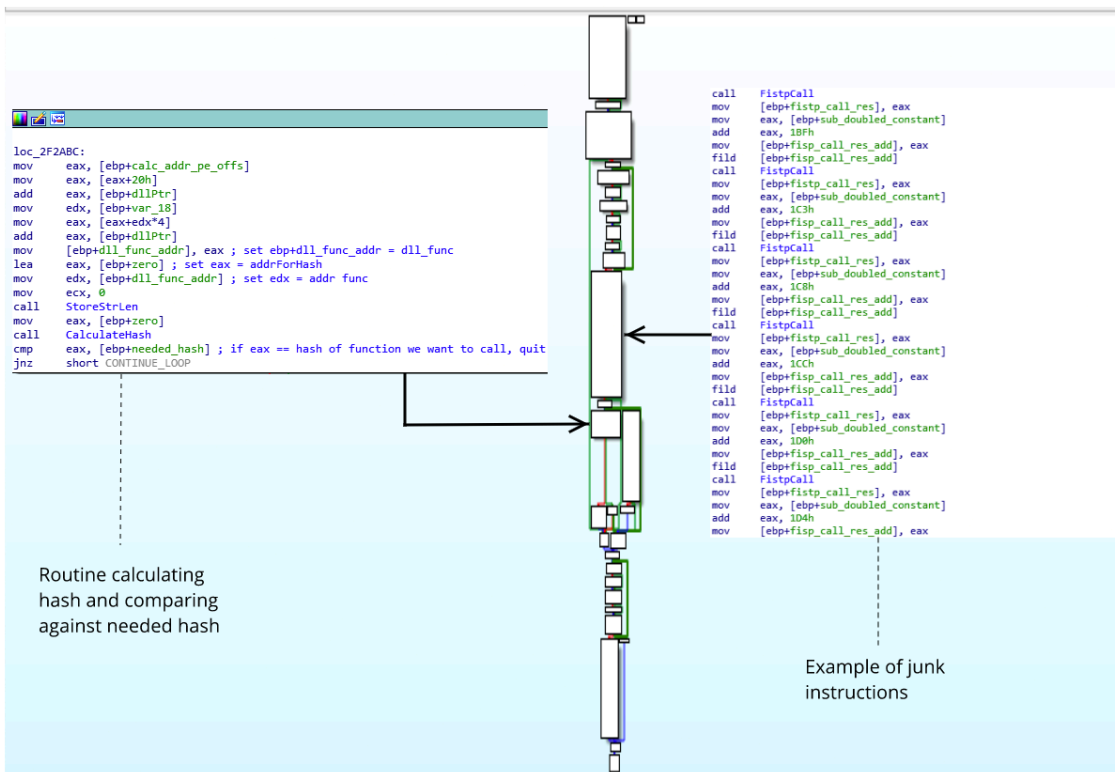 loc_2F2ABC:
mov eax, [ebp+calc_addr_pe_offs]
mov eax, [eax+20h]
add eax, [ebp+dllPtr]
mov edx, [ebp+var_18]
mov eax, [eax+edx*4]
add eax, [ebp+dllPtr]
mov [ebp+dll_func_addr], eax ; set ebp+dll_func_addr = dll_func
lea eax, [ebp+zero] ; set eax = addrForHash
mov edx, [ebp+dll_func_addr] ; set edx = addr func
mov ecx, 0
call StoreStrLen
mov eax, [ebp+zero]
call CalculateHash
cmp eax, [ebp+needed_hash] ; if eax == hash of function we want to call, quit
jnz short CONTINUE_LOOP
Routine calculating
hash and comparing
against needed hash
call FistpCall
mov [ebp+fistp_call_res], eax
mov eax, [ebp+sub_doubled_constant]
add eax, 1BFh
mov [ebp+fisp_call_res_add], eax
fild [ebp+fisp_call_res_add]
call FistpCall
mov [ebp+fistp_call_res], eax
mov eax, [ebp+sub_doubled_constant]
add eax, 1C3h
mov [ebp+fisp_call_res_add], eax
fild [ebp+fisp_call_res_add]
call FistpCall
mov [ebp+fistp_call_res], eax
mov eax, [ebp+sub_doubled_constant]
add eax, 1C8h
mov [ebp+fisp_call_res_add], eax
fild [ebp+fisp_call_res_add]
call FistpCall
mov [ebp+fistp_call_res], eax
mov eax, [ebp+sub_doubled_constant]
add eax, 1CCh
mov [ebp+fisp_call_res_add], eax
fild [ebp+fisp_call_res_add]
call FistpCall
mov [ebp+fistp_call_res], eax
mov eax, [ebp+sub_doubled_constant]
add eax, 1D0h
mov [ebp+fisp_call_res_add], eax
fild [ebp+fisp_call_res_add]
call FistpCall
mov [ebp+fistp_call_res], eax
mov eax, [ebp+sub_doubled_constant]
add eax, 1D4h
mov [ebp+fisp_call_res_add], eax
Example of junk
instructions